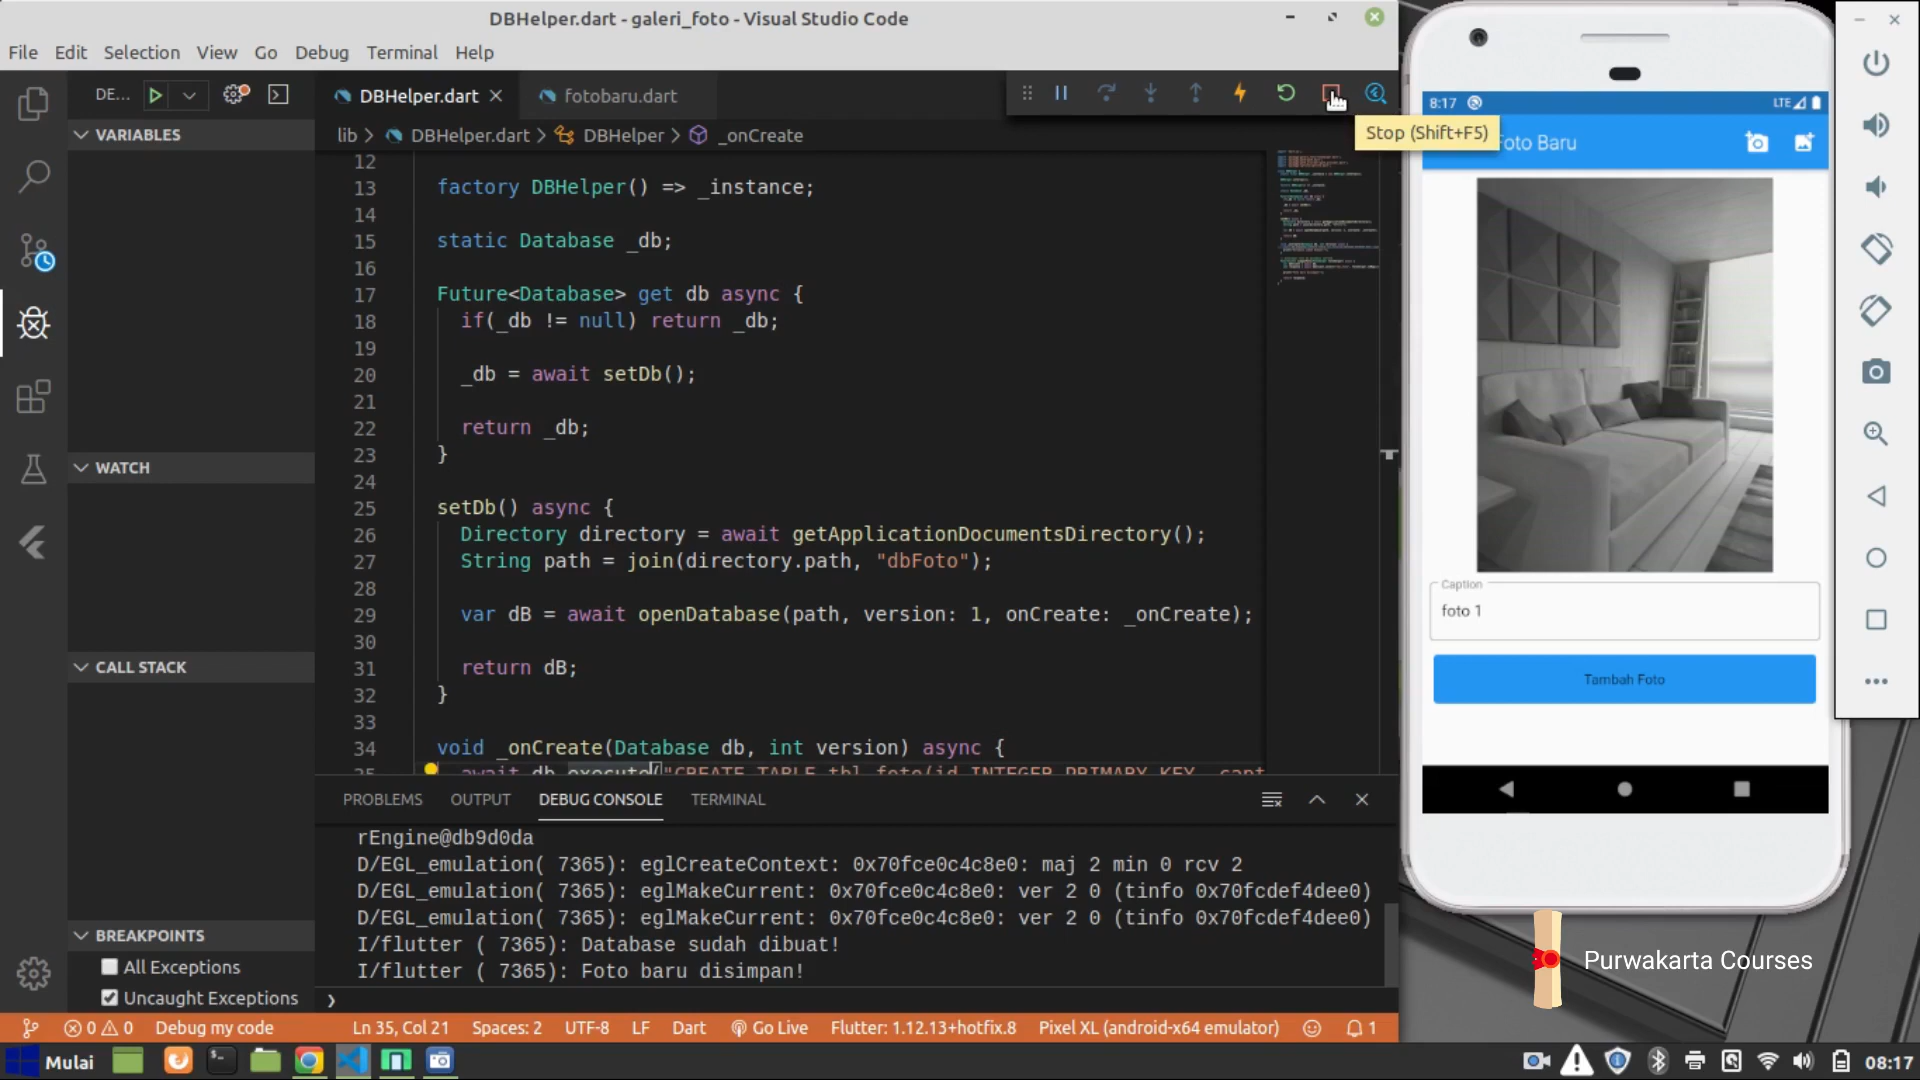 DBHelper.dart - galeri_foto - Visual Studio Code
File Edit Selection View Go Debug Terminal Help
DE...
DBHelper.dart
fotobaru.dart
Stop (Shift+F5)
lib > DBHelper.dart > DBHelper > _onCreate
VARIABLES
WATCH
CALL STACK
BREAKPOINTS
All Exceptions
Uncaught Exceptions
12
13 factory DBHelper() => _instance;
14
15 static Database _db;
16
17 Future<Database> get db async {
18 if(_db != null) return _db;
19
20 _db = await setDb();
21
22 return _db;
23 }
24
25 setDb() async {
26 Directory directory = await getApplicationDocumentsDirectory();
27 String path = join(directory.path, "dbFoto");
28
29 var dB = await openDatabase(path, version: 1, onCreate: _onCreate);
30
31 return dB;
32 }
33
34 void _onCreate(Database db, int version) async {
35 await db.execute("CREATE TABLE tbl_foto(id INTEGER PRIMARY KEY, capt
PROBLEMS OUTPUT DEBUG CONSOLE TERMINAL
rEngine@db9d0da
D/EGL_emulation( 7365): eglCreateContext: 0x70fce0c4c8e0: maj 2 min 0 rcv 2
D/EGL_emulation( 7365): eglMakeCurrent: 0x70fce0c4c8e0: ver 2 0 (tinfo 0x70fcdef4dee0)
D/EGL_emulation( 7365): eglMakeCurrent: 0x70fce0c4c8e0: ver 2 0 (tinfo 0x70fcdef4dee0)
I/flutter ( 7365): Database sudah dibuat!
I/flutter ( 7365): Foto baru disimpan!
0 0 Debug my code Ln 35, Col 21 Spaces: 2 UTF-8 LF Dart Go Live Flutter: 1.12.13+hotfix.8 Pixel XL (android-x64 emulator) 1
8:17 LTE
Foto Baru
Caption
foto 1
Tambah Foto
Purwakarta Courses
Mulai
08:17